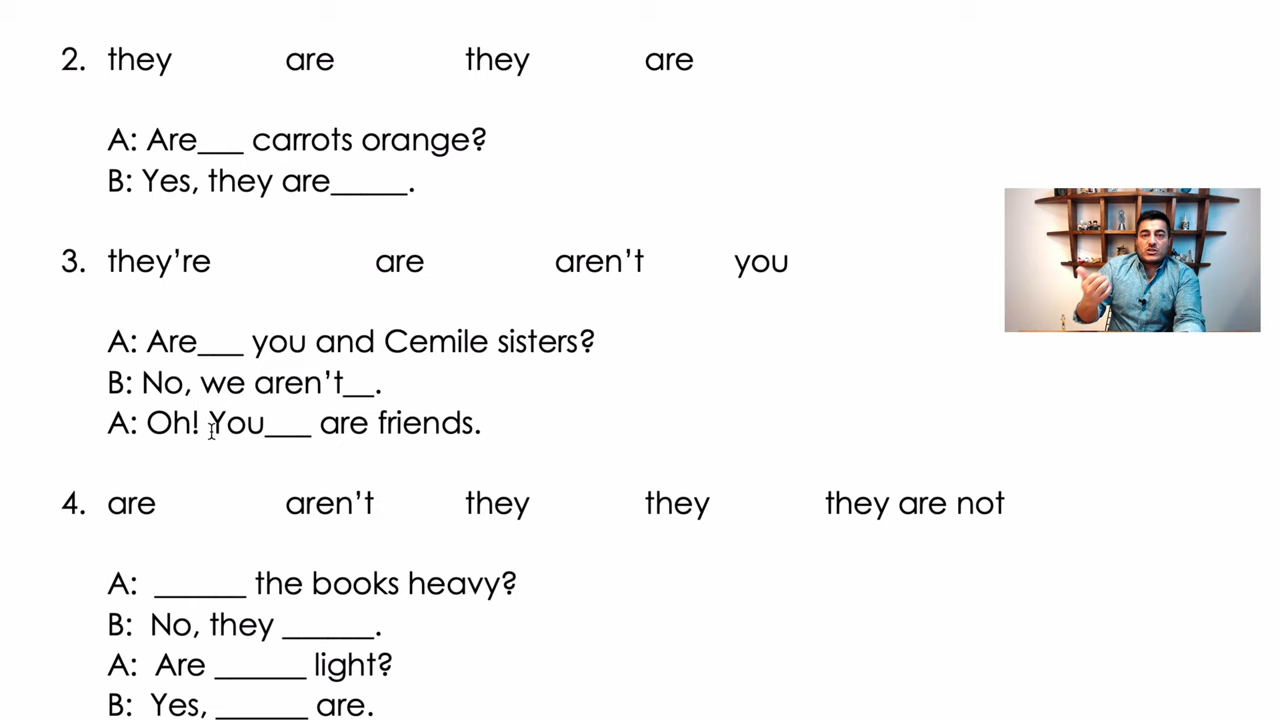 2. they are they are
A: Are___ carrots orange?
B: Yes, they are_____.
3. they’re are aren’t you
A: Are___ you and Cemile sisters?
B: No, we aren’t__.
A: Oh! You___ are friends.
4. are aren’t they they they are not
A: ______ the books heavy?
B: No, they ______.
A: Are ______ light?
B: Yes, ______ are.